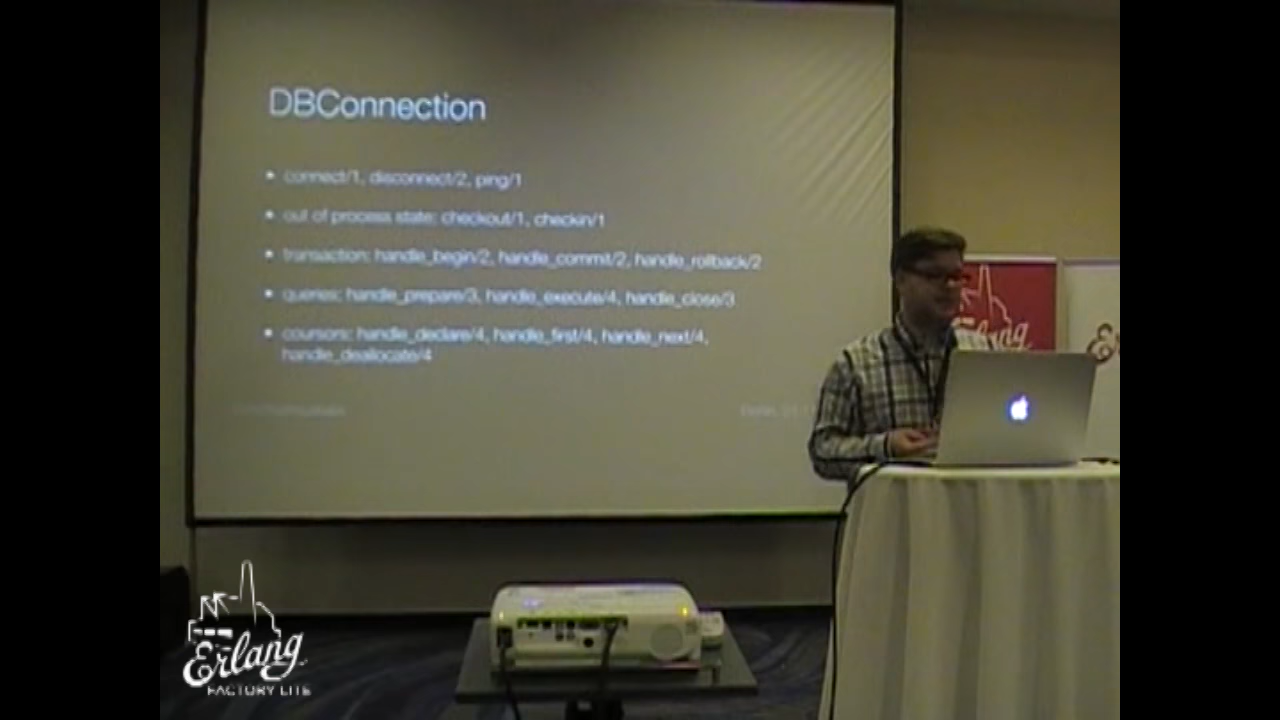 DBConnection
• connect/1, disconnect/2, ping/1
• out of process state: checkout/1, checkin/1
• transaction: handle_begin/2, handle_commit/2, handle_rollback/2
• queries: handle_prepare/3, handle_execute/4, handle_close/3
• coursors: handle_declare/4, handle_first/4, handle_next/4,
handle_deallocate/4
Erlang
Erlang
FACTORY LITE